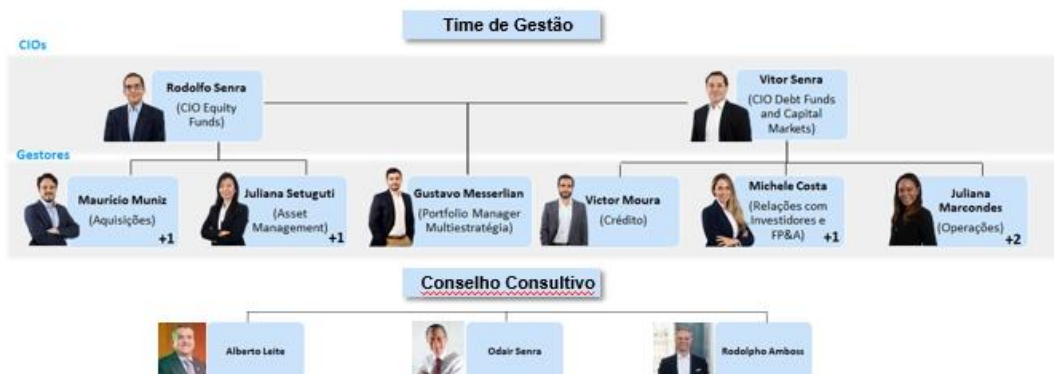 Time de Gestão
CIOs
Rodolfo Senra
(CIO Equity
Funds)
Vitor Senra
(CIO Debt Funds
and Capital
Markets)
Gestores
Maurício Muniz
(Aquisições)
+1
Juliana Setuguti
(Asset
Management)
+1
Gustavo Messerlian
(Portfolio Manager
Multiestratégia)
Victor Moura
(Crédito)
Michele Costa
(Relações com
Investidores e
FP&A)
+1
Juliana
Marcondes
(Operações)
+2
Conselho Consultivo
Alberto Leite
Odair Senra
Rodolpho Amboss